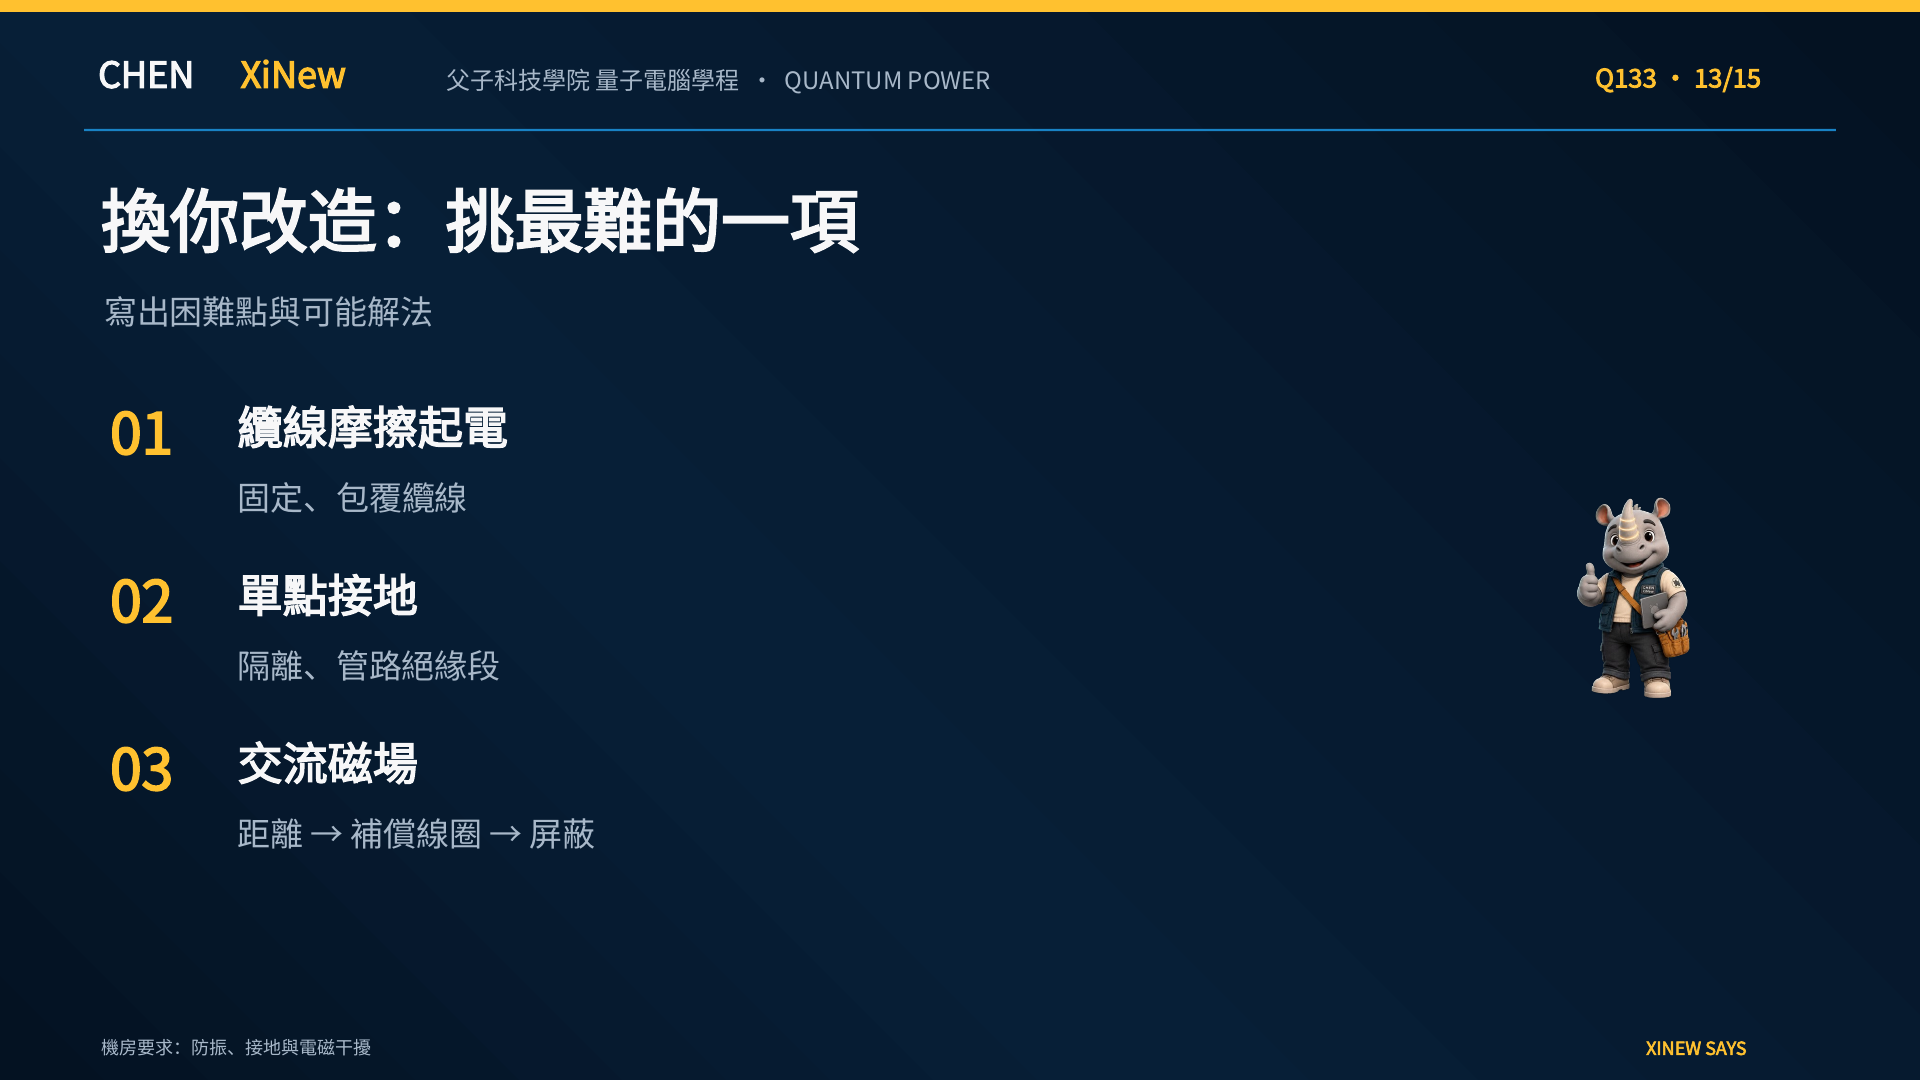 CHEN XiNew 父子科技學院 量子電腦學程 · QUANTUM POWER Q133 · 13/15
換你改造：挑最難的一項
寫出困難點與可能解法
01 纜線摩擦起電
固定、包覆纜線
02 單點接地
隔離、管路絕緣段
03 交流磁場
距離 → 補償線圈 → 屏蔽
機房要求：防振、接地與電磁干擾 XINEW SAYS